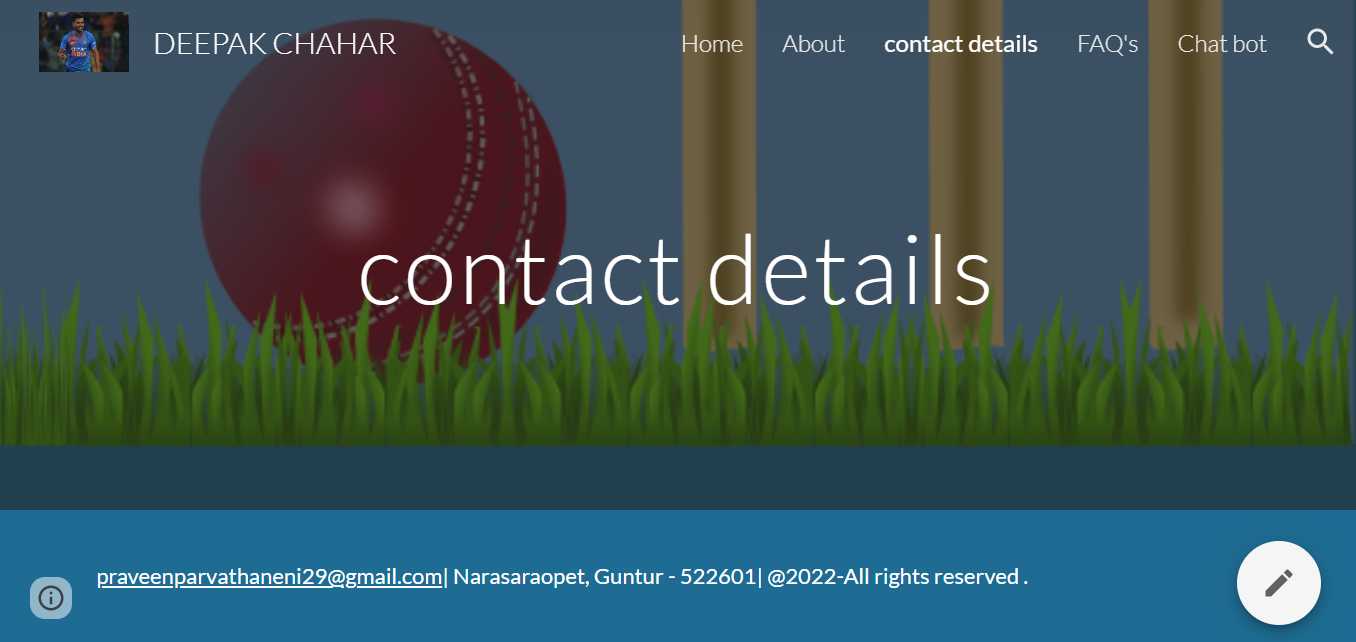 DEEPAK CHAHAR
Home About contact details FAQ's Chat bot
contact details
praveenparvathaneni29@gmail.com| Narasaraopet, Guntur - 522601| @2022-All rights reserved .